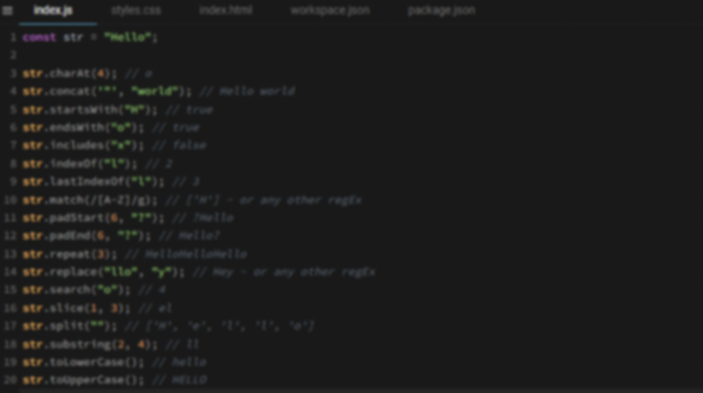 index.js styles.css index.html workspace.json package.json
1 const str = "Hello";
2
3 str.charAt(4); // o
4 str.concat('"', "world"); // Hello world
5 str.startsWith("H"); // true
6 str.endsWith("o"); // true
7 str.includes("x"); // false
8 str.indexOf("l"); // 2
9 str.lastIndexOf("l"); // 3
10 str.match(/[A-Z]/g); // ['H'] - or any other regEx
11 str.padStart(6, "?"); // ?Hello
12 str.padEnd(6, "?"); // Hello?
13 str.repeat(3); // HelloHelloHello
14 str.replace("llo", "y"); // Hey - or any other regEx
15 str.search("o"); // 4
16 str.slice(1, 3); // el
17 str.split(""); // ['H', 'e', 'l', 'l', 'o']
18 str.substring(2, 4); // ll
19 str.toLowerCase(); // hello
20 str.toUpperCase(); // HELLO